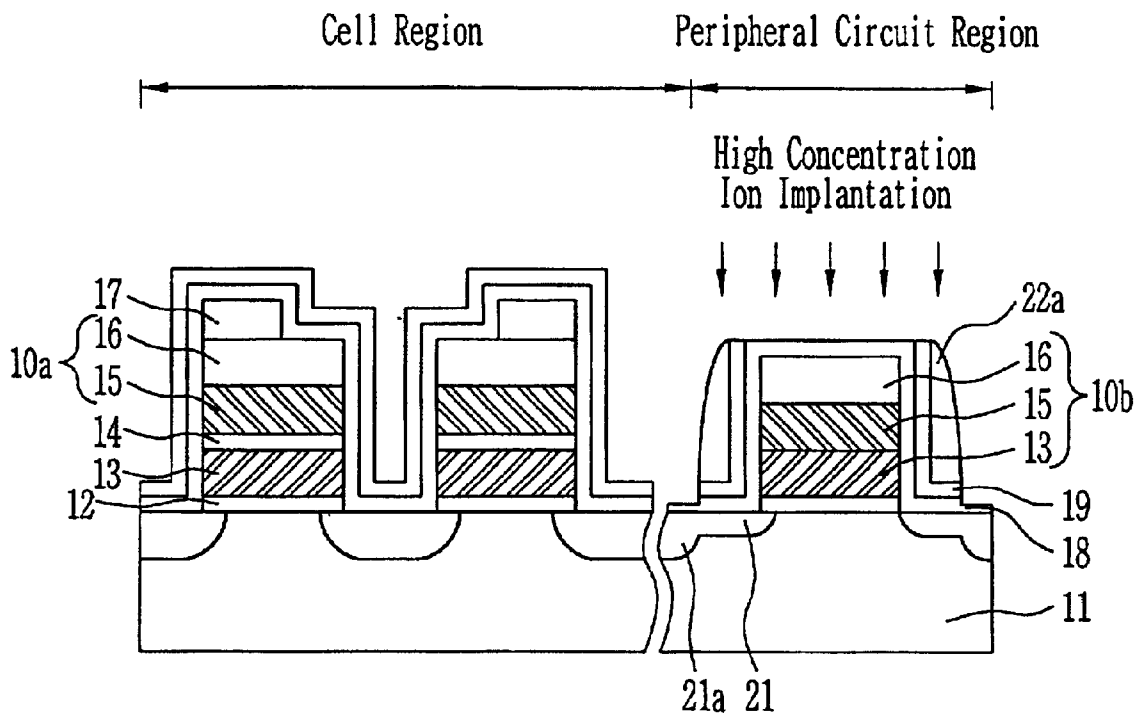 Cell Region
Peripheral Circuit Region
High Concentration
Ion Implantation
17
16
10a
15
14
13
12
22a
16
15
10b
13
19
18
11
21a
21